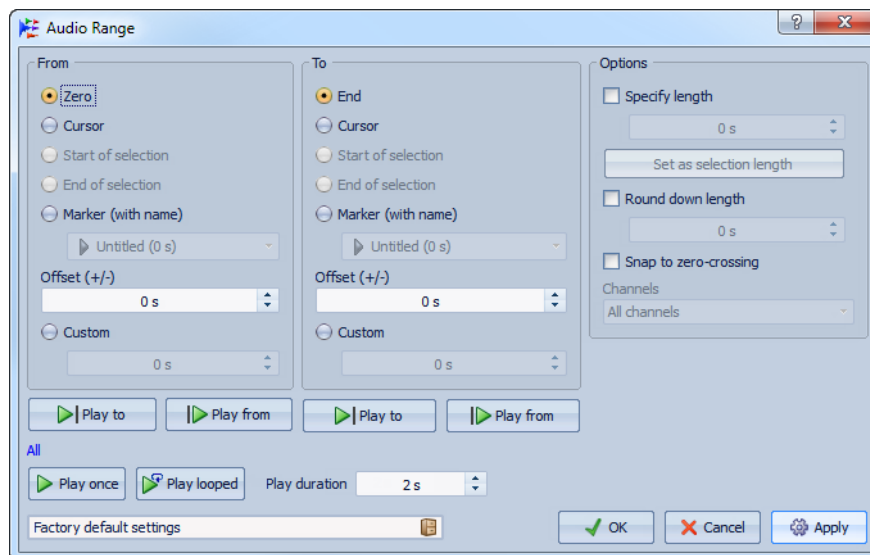 Audio Range
From
Zero
Cursor
Start of selection
End of selection
Marker (with name)
Untitled (0 s)
Offset (+/-)
0 s
Custom
0 s
To
End
Cursor
Start of selection
End of selection
Marker (with name)
Untitled (0 s)
Offset (+/-)
0 s
Custom
0 s
Options
Specify length
0 s
Set as selection length
Round down length
0 s
Snap to zero-crossing
Channels
All channels
Play to
Play from
Play to
Play from
All
Play once
Play looped
Play duration
2 s
Factory default settings
OK
Cancel
Apply